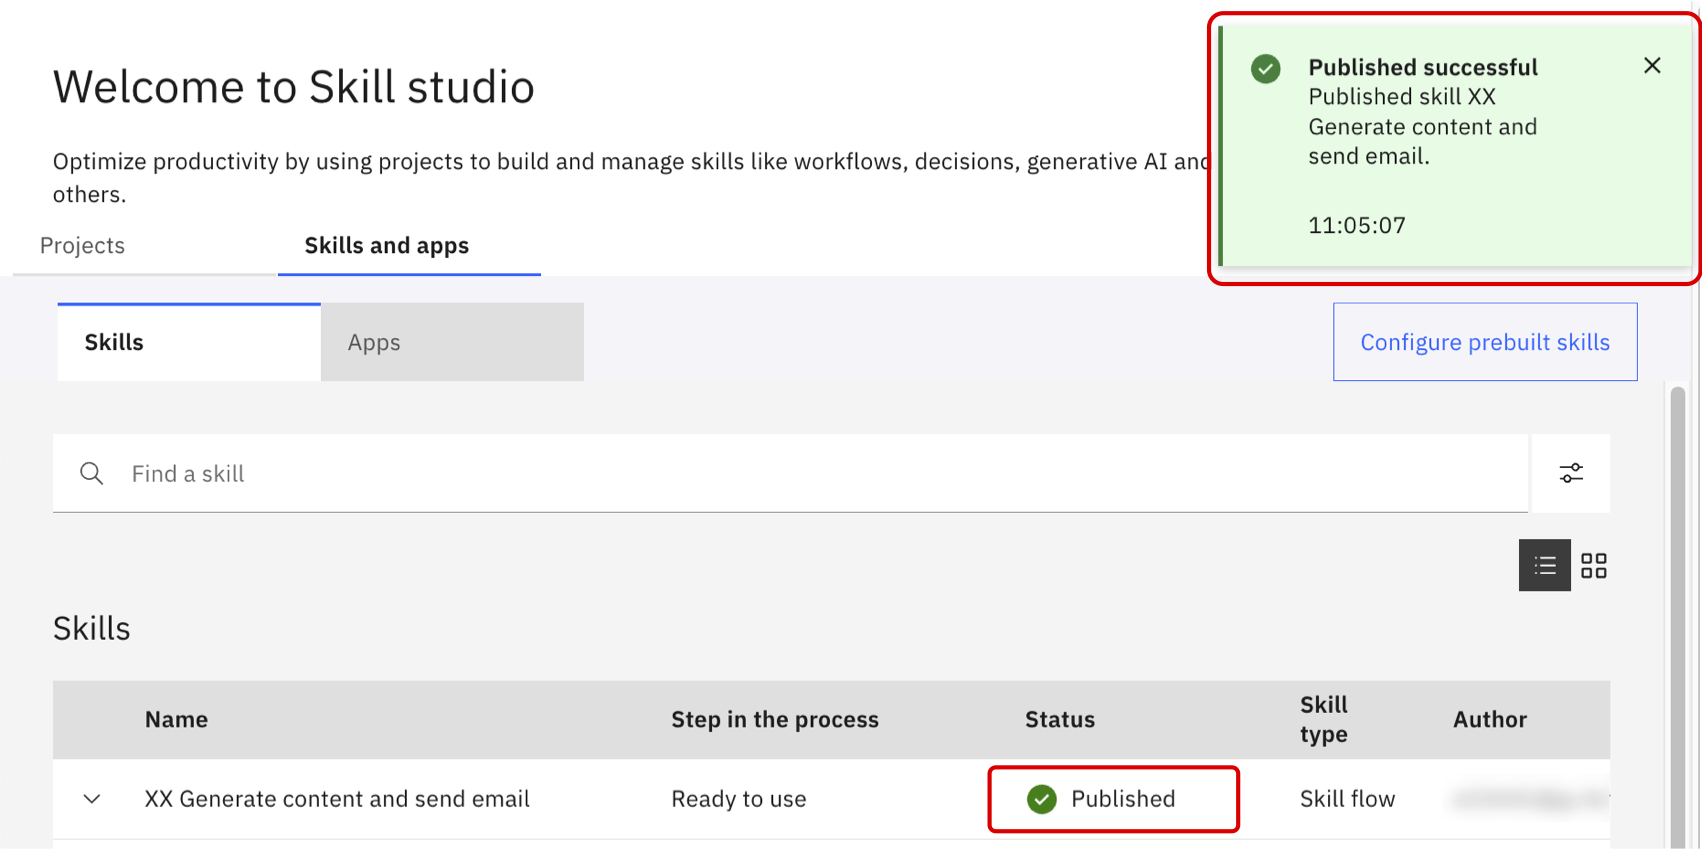 Welcome to Skill studio
Published successful
Published skill XX
Generate content and
send email.
11:05:07
Optimize productivity by using projects to build and manage skills like workflows, decisions, generative AI and
others.
Projects
Skills and apps
Skills
Apps
Configure prebuilt skills
Find a skill
Skills
Name
Step in the process
Status
Skill
type
Author
XX Generate content and send email
Ready to use
Published
Skill flow